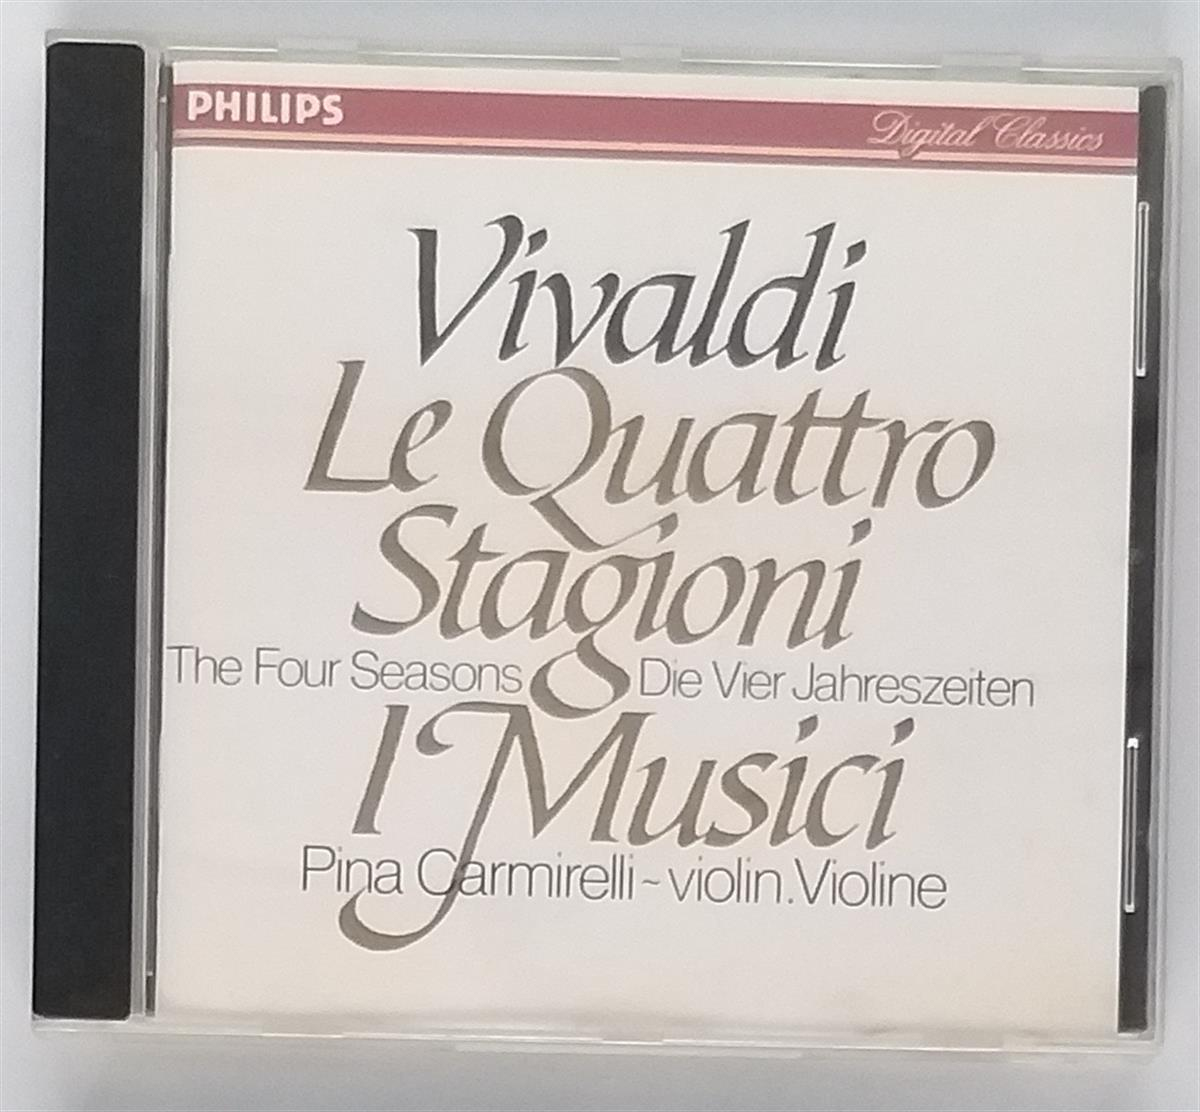 PHILIPS
Digital Classics
Vivaldi
Le Quattro
Stagioni
The Four Seasons Die Vier Jahreszeiten
I Musici
Pina Carmirelli~violin.Violine